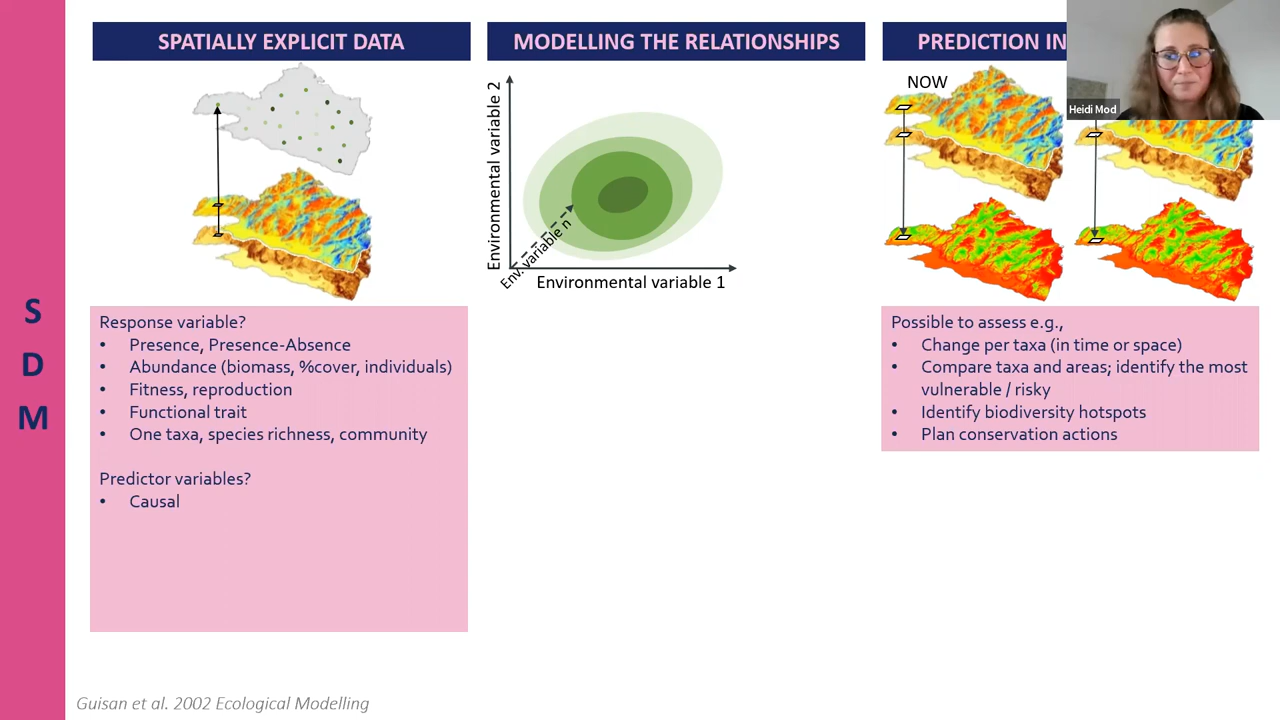 SPATIALLY EXPLICIT DATA
MODELLING THE RELATIONSHIPS
PREDICTION IN
NOW
Heidi Mod
Environmental variable 2
Env. variable n
Environmental variable 1
S
D
M
Response variable?
• Presence, Presence-Absence
• Abundance (biomass, %cover, individuals)
• Fitness, reproduction
• Functional trait
• One taxa, species richness, community
Predictor variables?
• Causal
Possible to assess e.g.,
• Change per taxa (in time or space)
• Compare taxa and areas; identify the most
vulnerable / risky
• Identify biodiversity hotspots
• Plan conservation actions
Guisan et al. 2002 Ecological Modelling